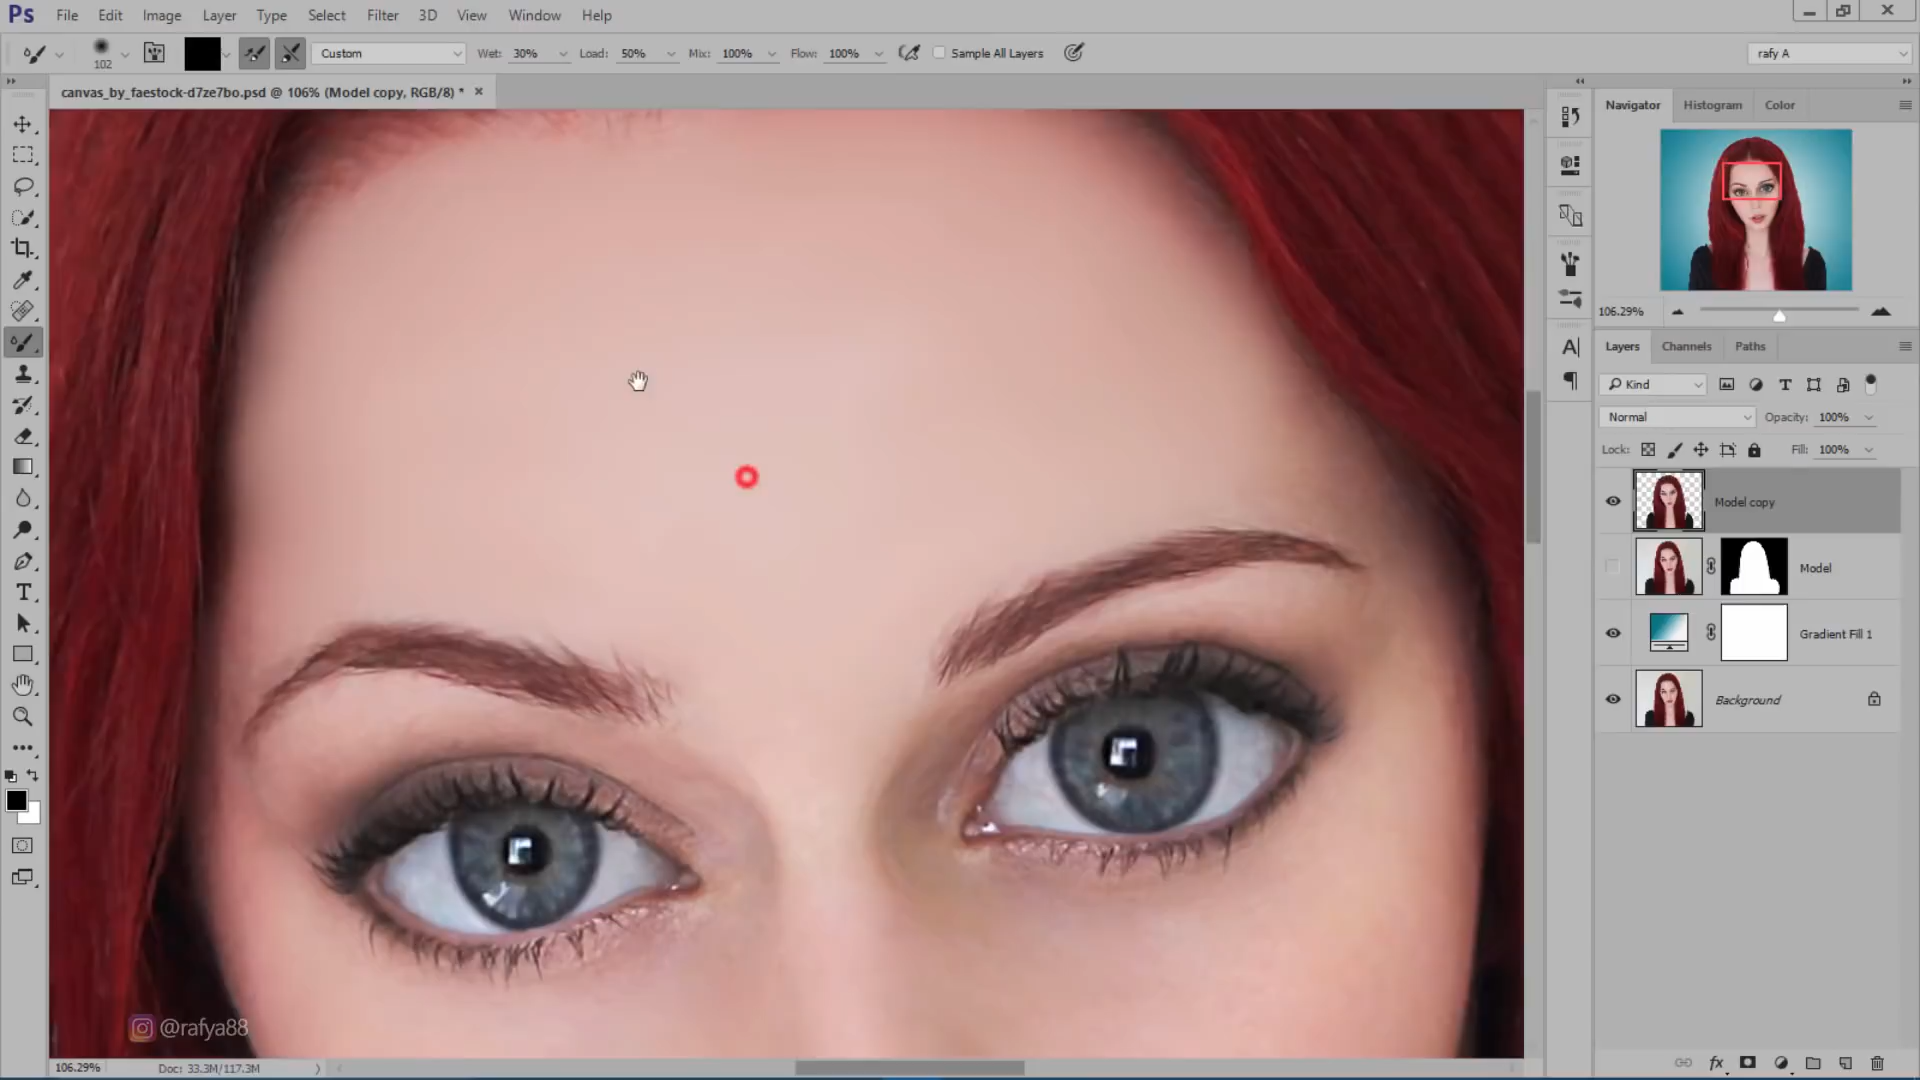 Ps File Edit Image Layer Type Select Filter 3D View Window Help
102 Custom Wet: 30% Load: 50% Mix: 100% Flow: 100% Sample All Layers rafy A
canvas_by_faestock-d7ze7bo.psd @ 106% (Model copy, RGB/8) *
Navigator Histogram Color
106.29%
Layers Channels Paths
Kind
Normal Opacity: 100%
Lock: Fill: 100%
Model copy
Model
Gradient Fill 1
Background
@rafya88
106.29% Doc: 33.3M/117.3M